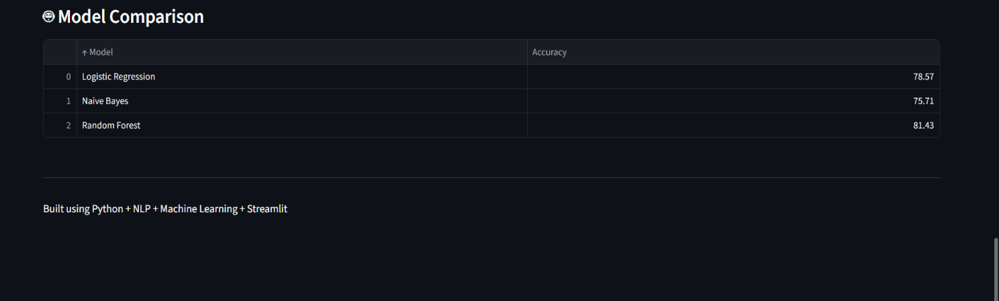 Model Comparison
↑ Model Accuracy
0 Logistic Regression 78.57
1 Naive Bayes 75.71
2 Random Forest 81.43
Built using Python + NLP + Machine Learning + Streamlit